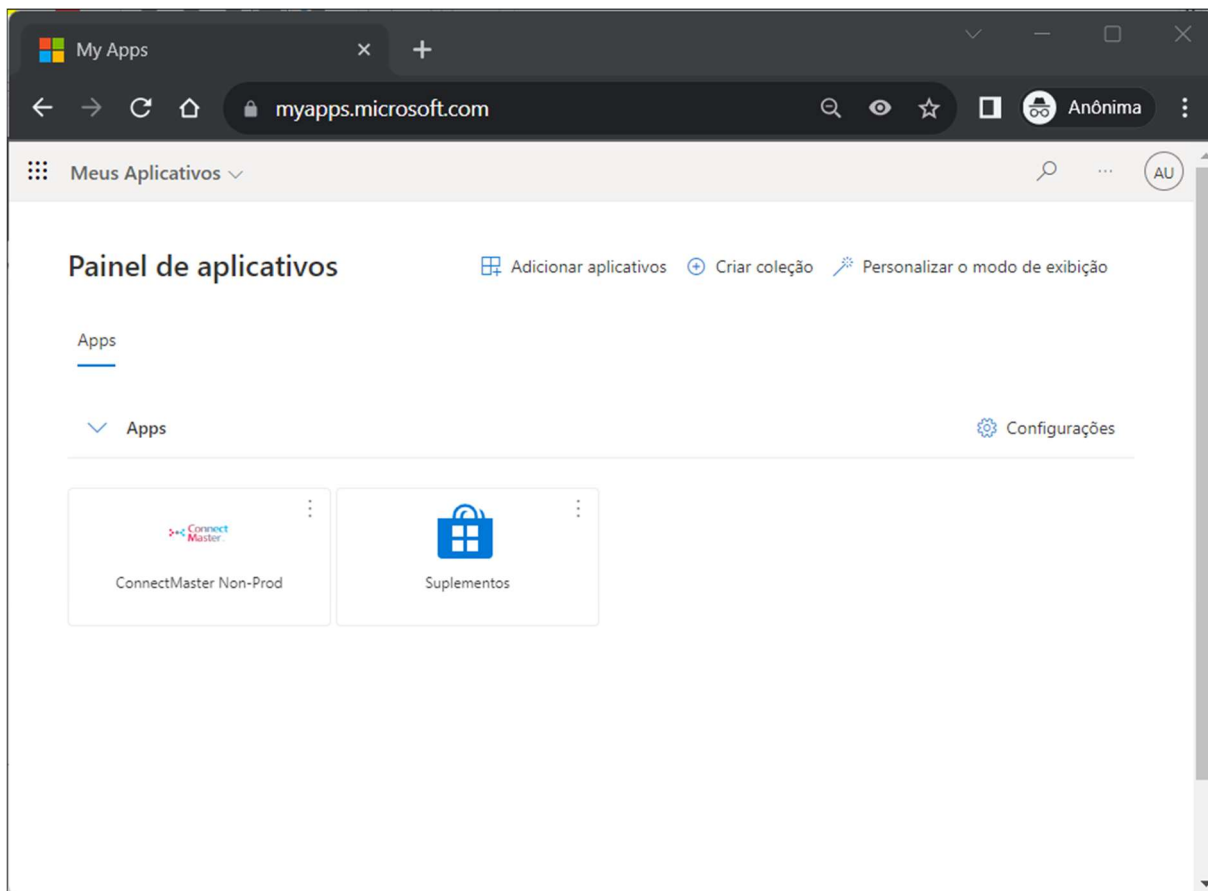 My Apps
myapps.microsoft.com
Anônima
Meus Aplicativos
AU
Painel de aplicativos
Adicionar aplicativos
Criar coleção
Personalizar o modo de exibição
Apps
Apps
Configurações
Connect
Master
ConnectMaster Non-Prod
Suplementos